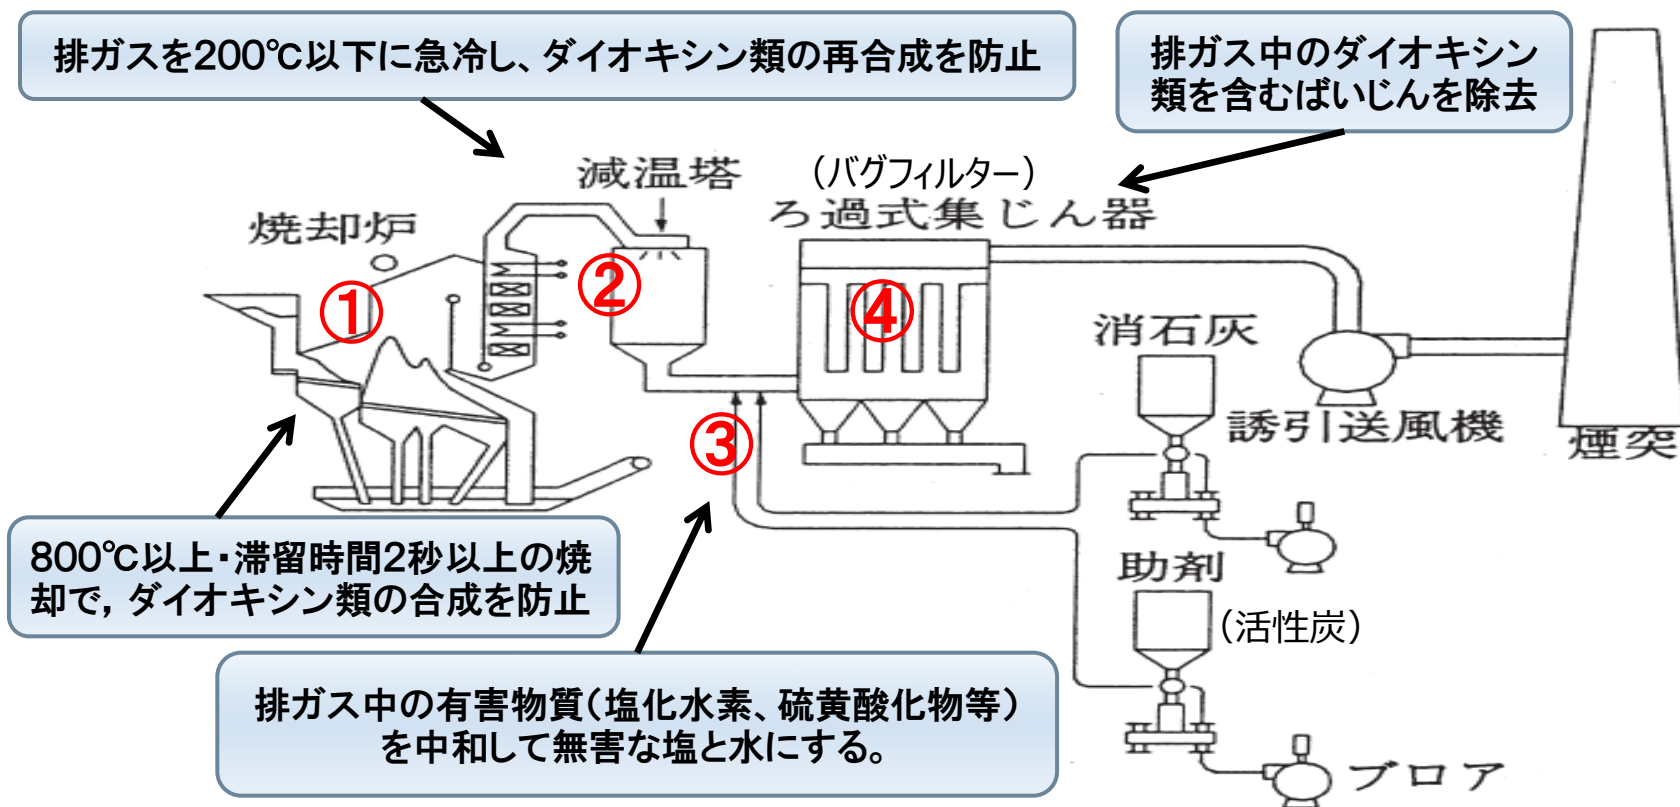 排ガスを200℃以下に急冷し、ダイオキシン類の再合成を防止
排ガス中のダイオキシン
類を含むばいじんを除去
減温塔
(バグフィルター)
ろ過式集じん器
焼却炉
①
②
④
消石灰
誘引送風機
煙突
③
800℃以上・滞留時間2秒以上の焼
却で,ダイオキシン類の合成を防止
助剤
(活性炭)
排ガス中の有害物質(塩化水素、硫黄酸化物等)
を中和して無害な塩と水にする。
ブロア